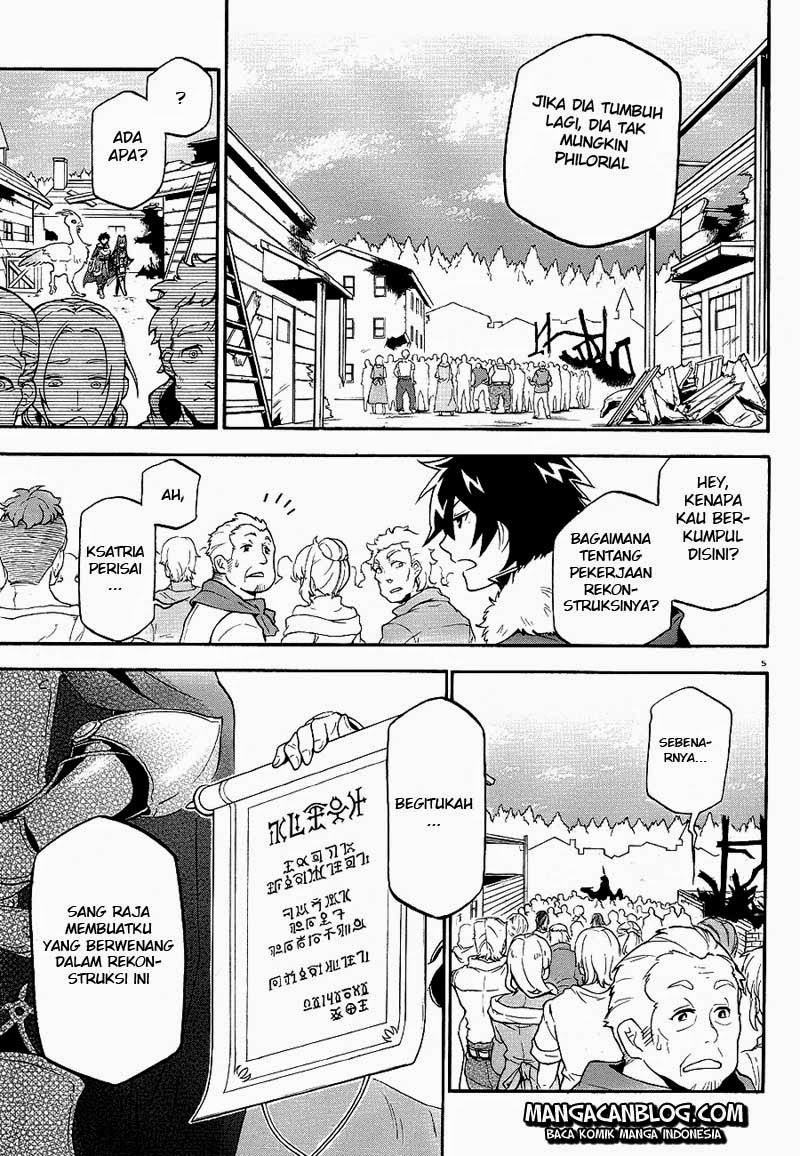 JIKA DIA TUMBUH
LAGI, DIA TAK
MUNGKIN
PHILORIAL
?
ADA
APA?
HEY,
KENAPA
KAU BER-
KUMPUL
DISINI?
BAGAIMANA
TENTANG
PEKERJAAN
REKON-
STRUKSINYA?
AH,
KSATRIA
PERISAI
...
5
SEBENA-
RNYA...
BEGITUKAH
...
SANG RAJA
MEMBUATKU
YANG BERWENANG
DALAM REKON-
STRUKSI INI
MANGACANBLOG.COM
BACA KOMIK MANGA INDONESIA